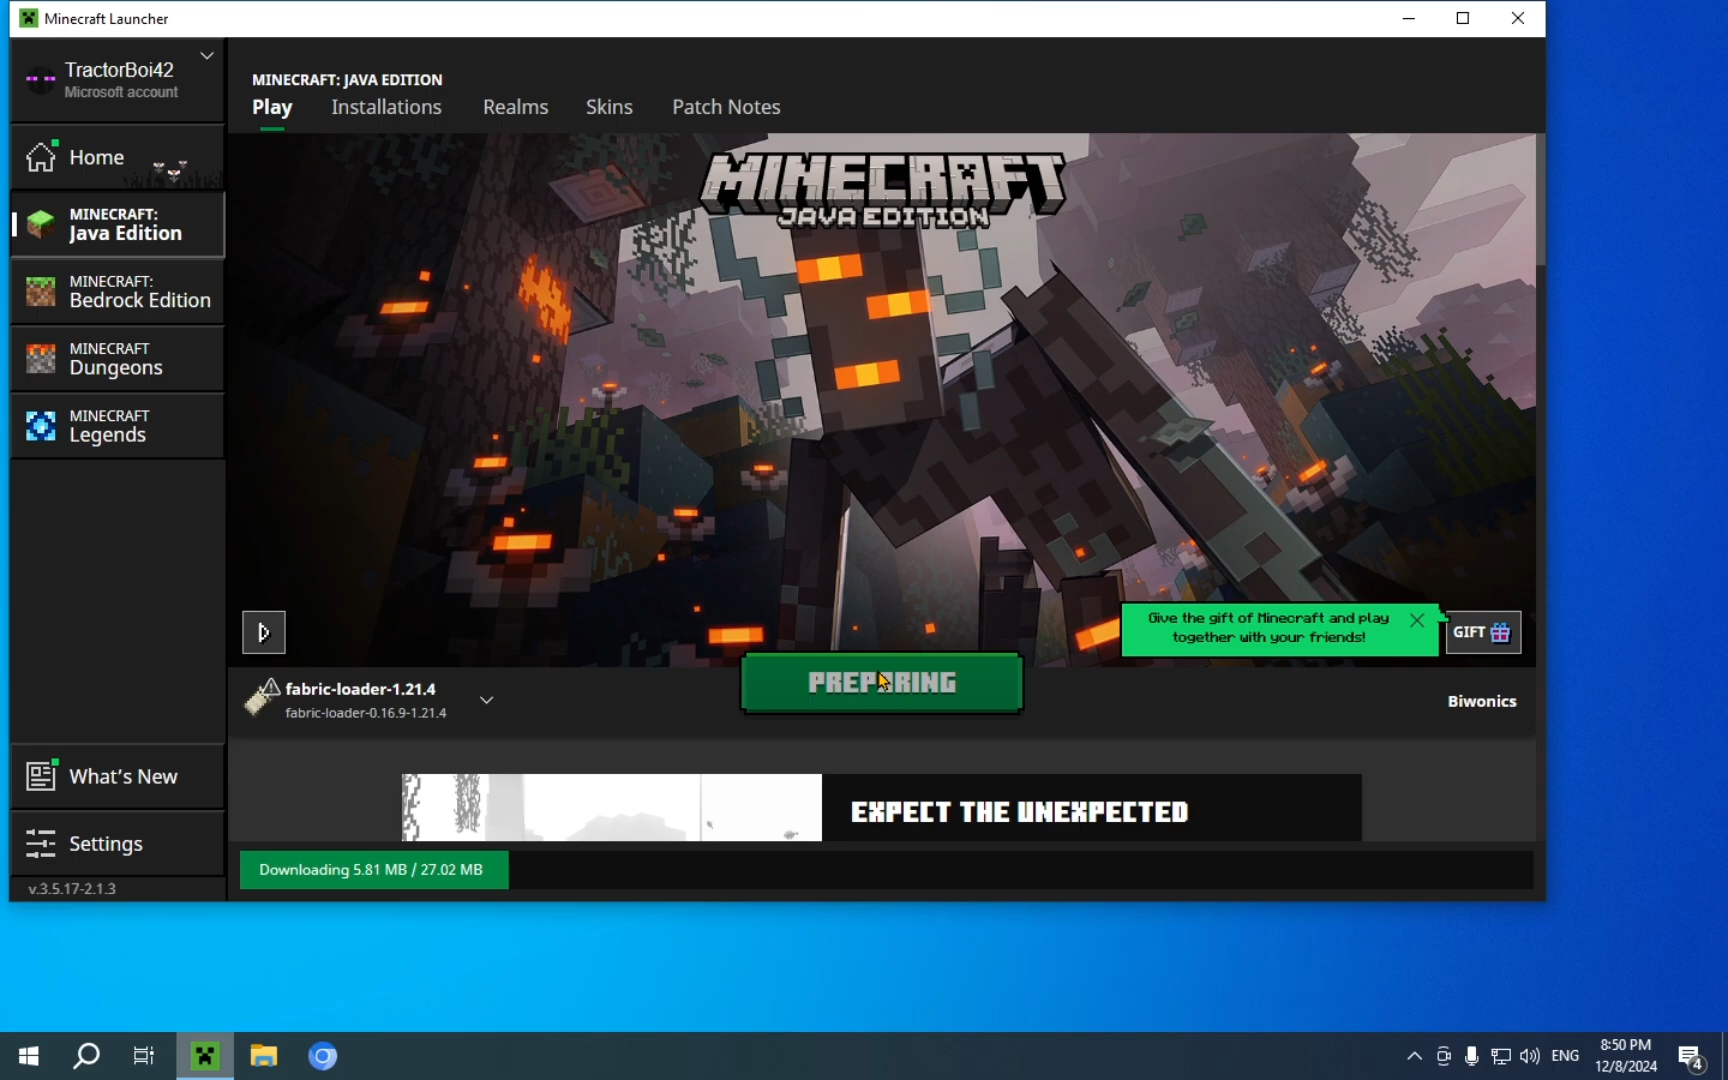 Minecraft Launcher
TractorBoi42
Microsoft account
Home
MINECRAFT:
Java Edition
MINECRAFT:
Bedrock Edition
MINECRAFT
Dungeons
MINECRAFT
Legends
What's New
Settings
v.3.5.17-2.1.3
MINECRAFT: JAVA EDITION
Play Installations Realms Skins Patch Notes
MINECRAFT
JAVA EDITION
Give the gift of Minecraft and play
together with your friends!
GIFT
fabric-loader-1.21.4
fabric-loader-0.16.9-1.21.4
PREPARING
Biwonics
EXPECT THE UNEXPECTED
Downloading 5.81 MB / 27.02 MB
ENG
8:50 PM
12/8/2024
4